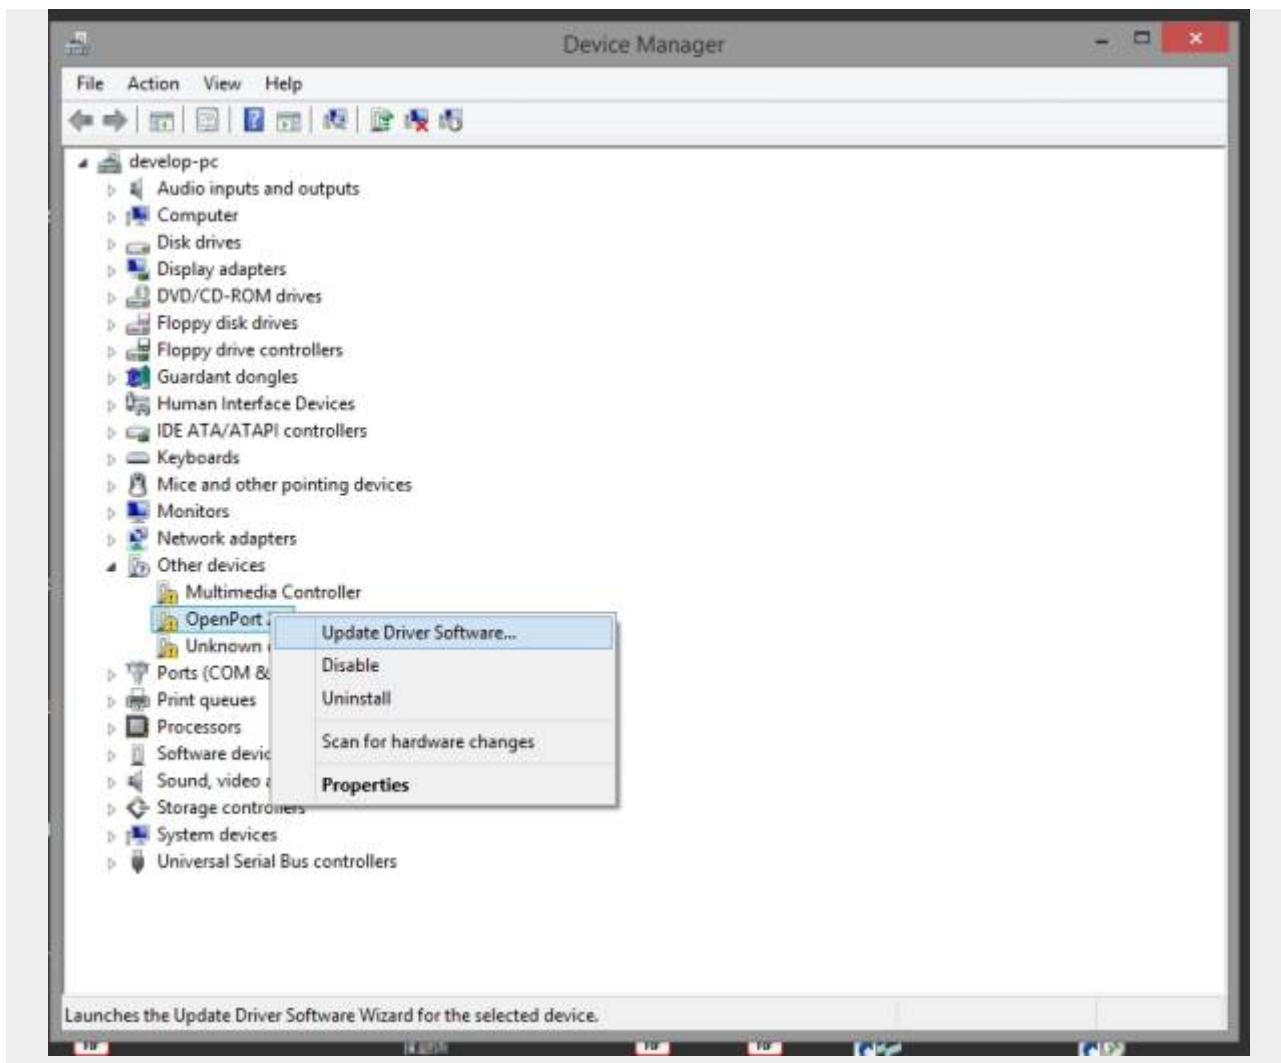 Device Manager
File Action View Help
develop-pc
Audio inputs and outputs
Computer
Disk drives
Display adapters
DVD/CD-ROM drives
Floppy disk drives
Floppy drive controllers
Guardant dongles
Human Interface Devices
IDE ATA/ATAPI controllers
Keyboards
Mice and other pointing devices
Monitors
Network adapters
Other devices
Multimedia Controller
OpenPort
Unknown
Ports (COM &
Print queues
Processors
Software devic
Sound, video
Storage controllers
System devices
Universal Serial Bus controllers
Update Driver Software...
Disable
Uninstall
Scan for hardware changes
Properties
Launches the Update Driver Software Wizard for the selected device.